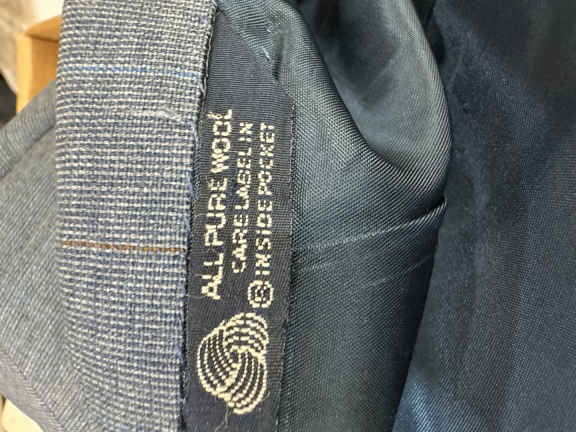 ALL PURE WOOL
CARE LABEL IN
® INSIDE POCKET